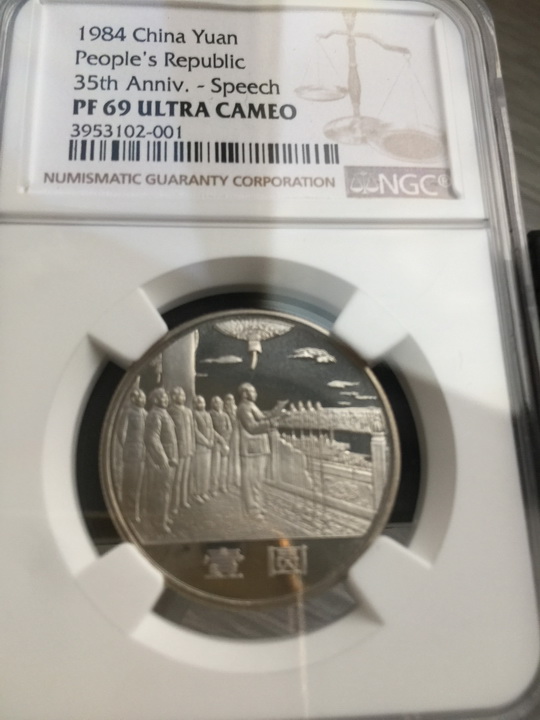 1984 China Yuan
People's Republic
35th Anniv. - Speech
PF 69 ULTRA CAMEO
3953102-001
NUMISMATIC GUARANTY CORPORATION NGC®
壹圆